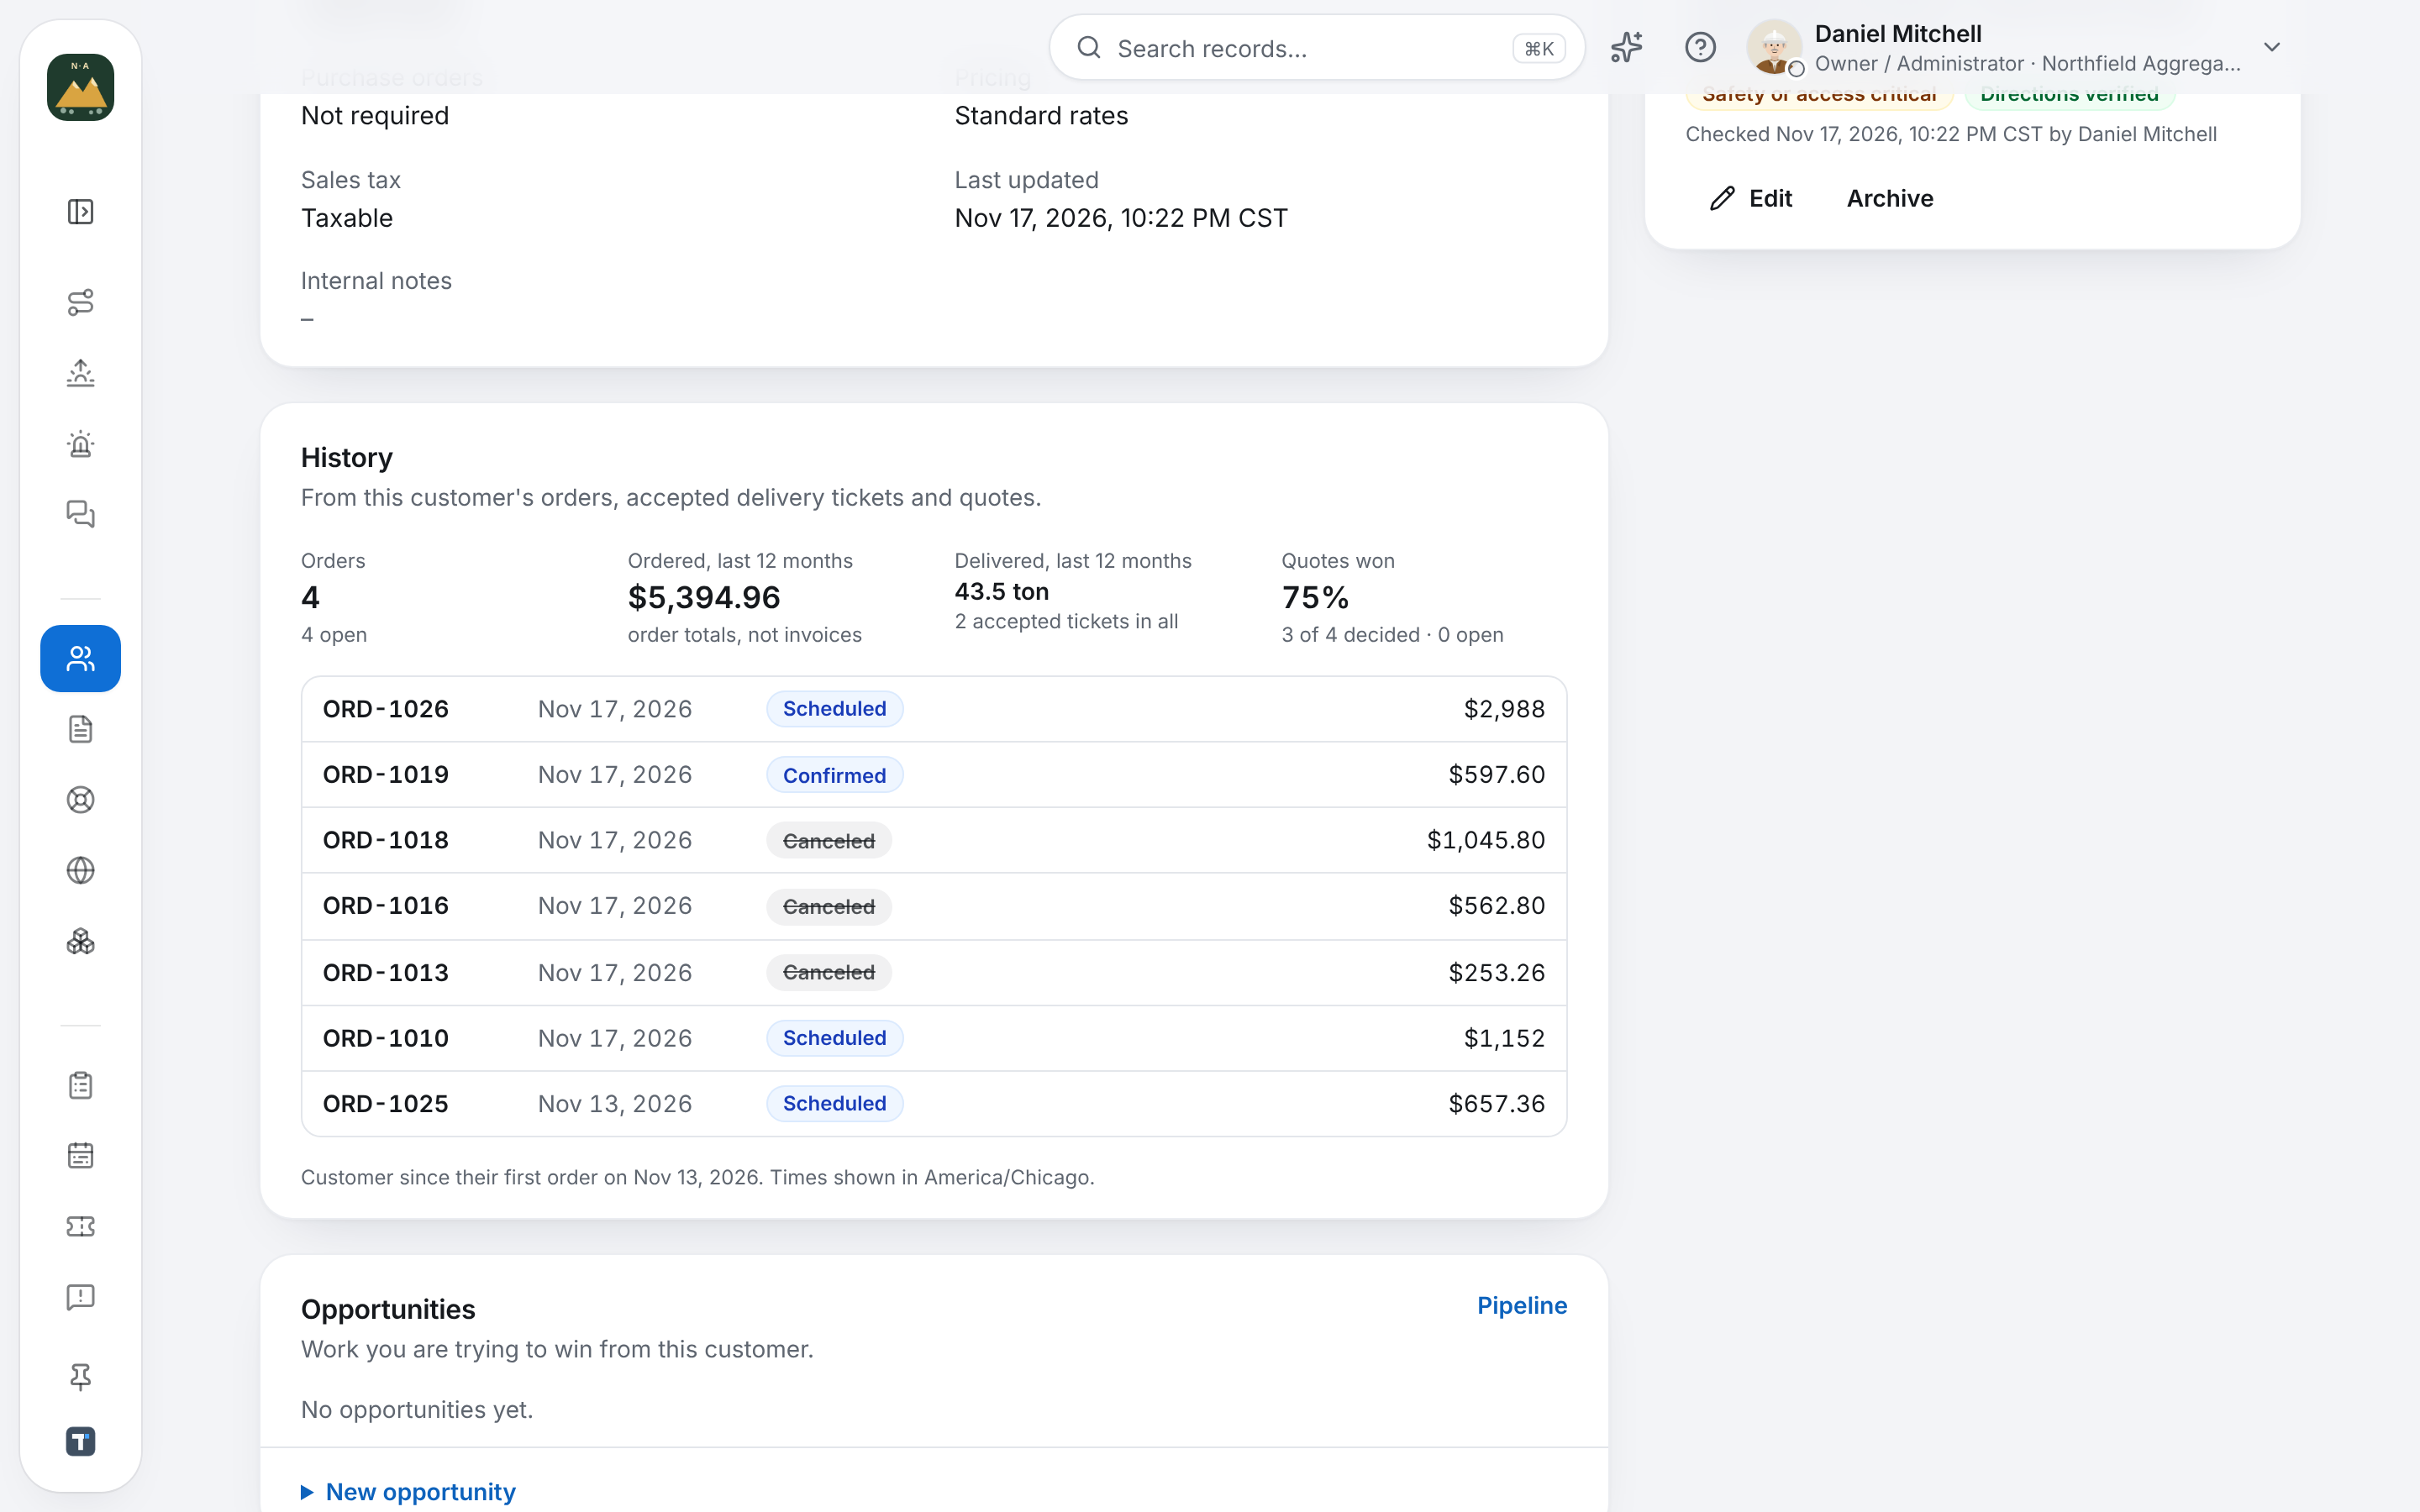 N·A
Search records...
⌘K
Daniel Mitchell
Owner / Administrator · Northfield Aggrega...
Purchase orders
Not required
Pricing
Standard rates
Sales tax
Taxable
Last updated
Nov 17, 2026, 10:22 PM CST
Internal notes
–
Safety or access critical
Directions verified
Checked Nov 17, 2026, 10:22 PM CST by Daniel Mitchell
Edit
Archive
History
From this customer's orders, accepted delivery tickets and quotes.
Orders
4
4 open
Ordered, last 12 months
$5,394.96
order totals, not invoices
Delivered, last 12 months
43.5 ton
2 accepted tickets in all
Quotes won
75%
3 of 4 decided · 0 open
ORD-1026 Nov 17, 2026 Scheduled $2,988
ORD-1019 Nov 17, 2026 Confirmed $597.60
ORD-1018 Nov 17, 2026 Canceled $1,045.80
ORD-1016 Nov 17, 2026 Canceled $562.80
ORD-1013 Nov 17, 2026 Canceled $253.26
ORD-1010 Nov 17, 2026 Scheduled $1,152
ORD-1025 Nov 13, 2026 Scheduled $657.36
Customer since their first order on Nov 13, 2026. Times shown in America/Chicago.
Opportunities
Pipeline
Work you are trying to win from this customer.
No opportunities yet.
New opportunity
T